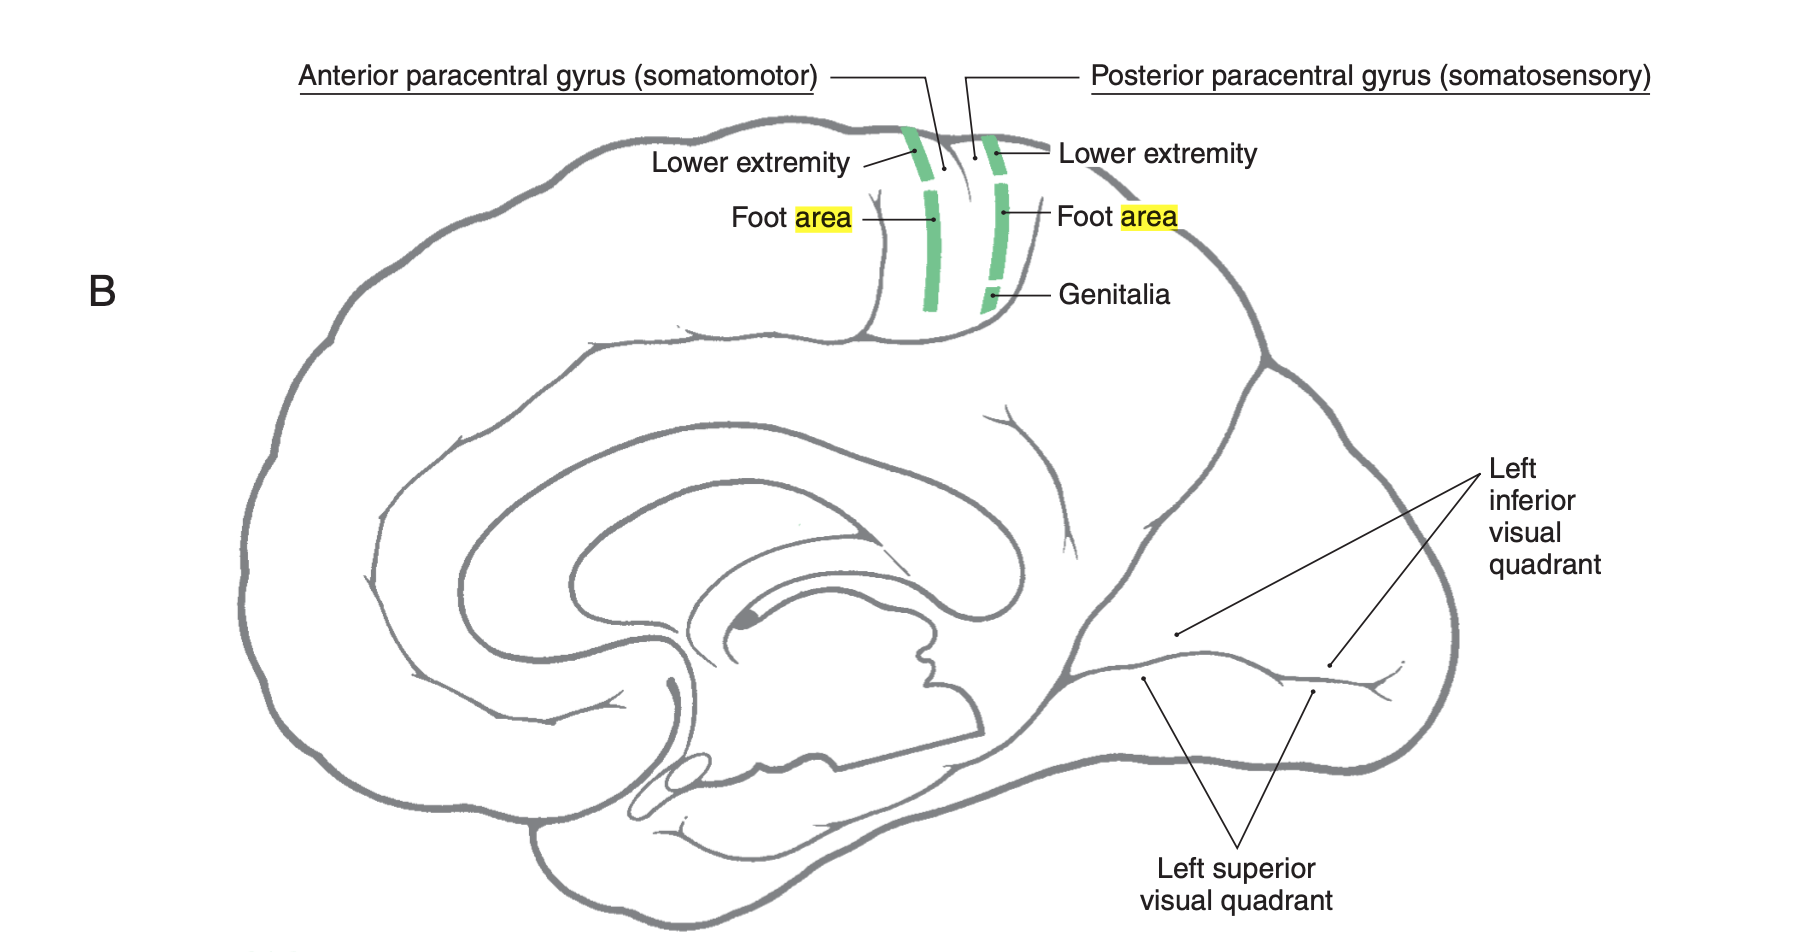 Anterior paracentral gyrus (somatomotor)
Posterior paracentral gyrus (somatosensory)
Lower extremity
Lower extremity
Foot area
Foot area
B
Genitalia
Left
inferior
visual
quadrant
Left superior
visual quadrant